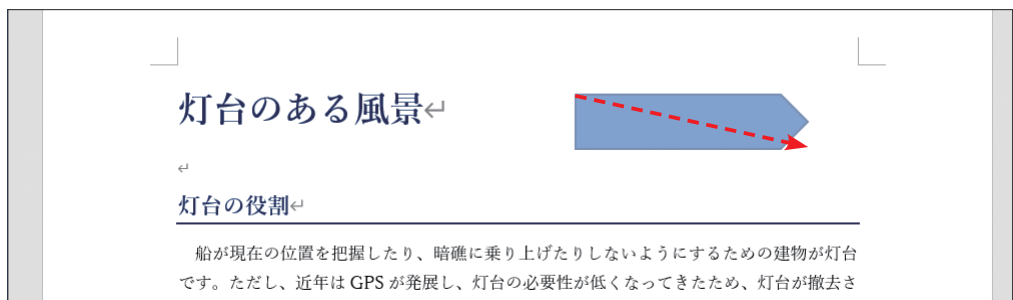 灯台のある風景↵
↵
灯台の役割↵
船が現在の位置を把握したり、暗礁に乗り上げたりしないようにするための建物が灯台
です。ただし、近年は GPS が発展し、灯台の必要性が低くなってきたため、灯台が撤去さ